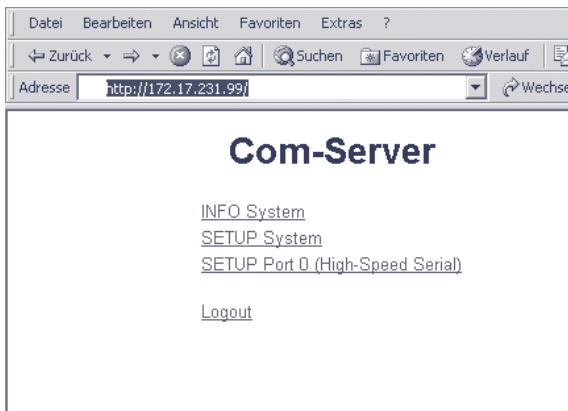 Datei Bearbeiten Ansicht Favoriten Extras ?
Zurück Suchen Favoriten Verlauf
Adresse http://172.17.231.99/ Wechse
Com-Server
INFO System
SETUP System
SETUP Port 0 (High-Speed Serial)
Logout